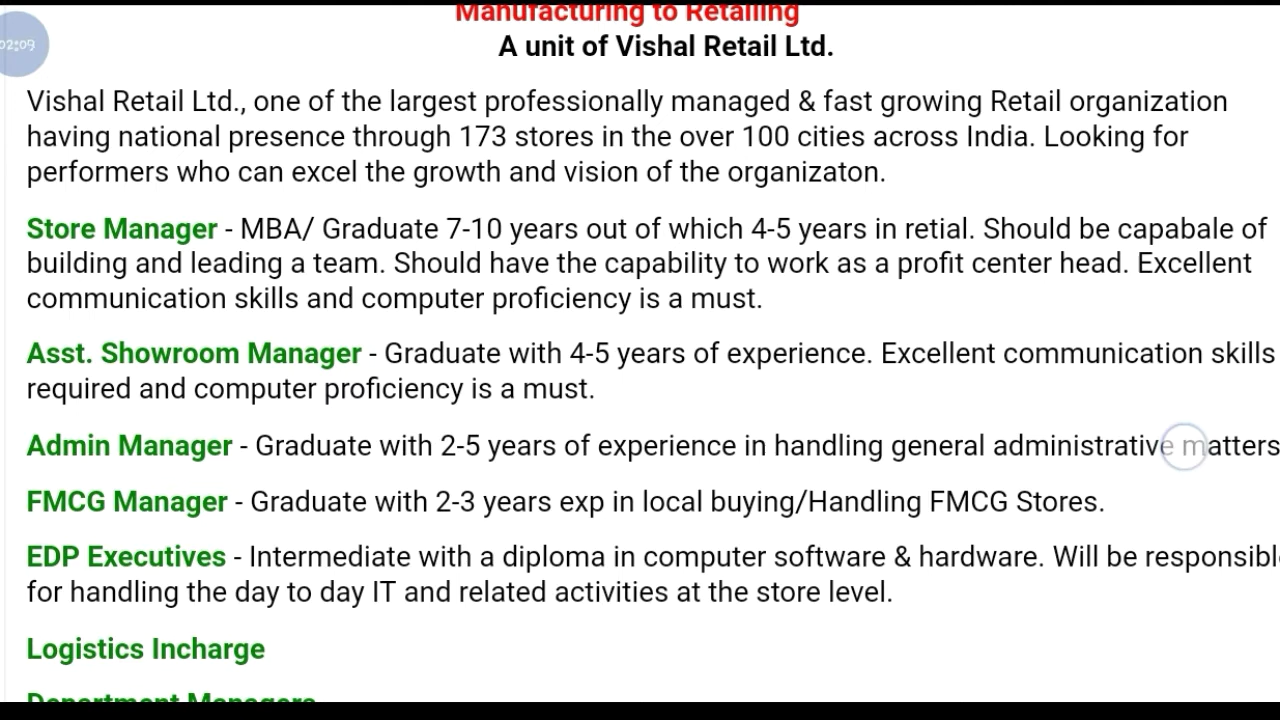 Manufacturing to Retailing
02:09
A unit of Vishal Retail Ltd.
Vishal Retail Ltd., one of the largest professionally managed & fast growing Retail organization
having national presence through 173 stores in the over 100 cities across India. Looking for
performers who can excel the growth and vision of the organizaton.
Store Manager - MBA/ Graduate 7-10 years out of which 4-5 years in retial. Should be capabale of
building and leading a team. Should have the capability to work as a profit center head. Excellent
communication skills and computer proficiency is a must.
Asst. Showroom Manager - Graduate with 4-5 years of experience. Excellent communication skills
required and computer proficiency is a must.
Admin Manager - Graduate with 2-5 years of experience in handling general administrative matters
FMCG Manager - Graduate with 2-3 years exp in local buying/Handling FMCG Stores.
EDP Executives - Intermediate with a diploma in computer software & hardware. Will be responsibl
for handling the day to day IT and related activities at the store level.
Logistics Incharge
Department Managers